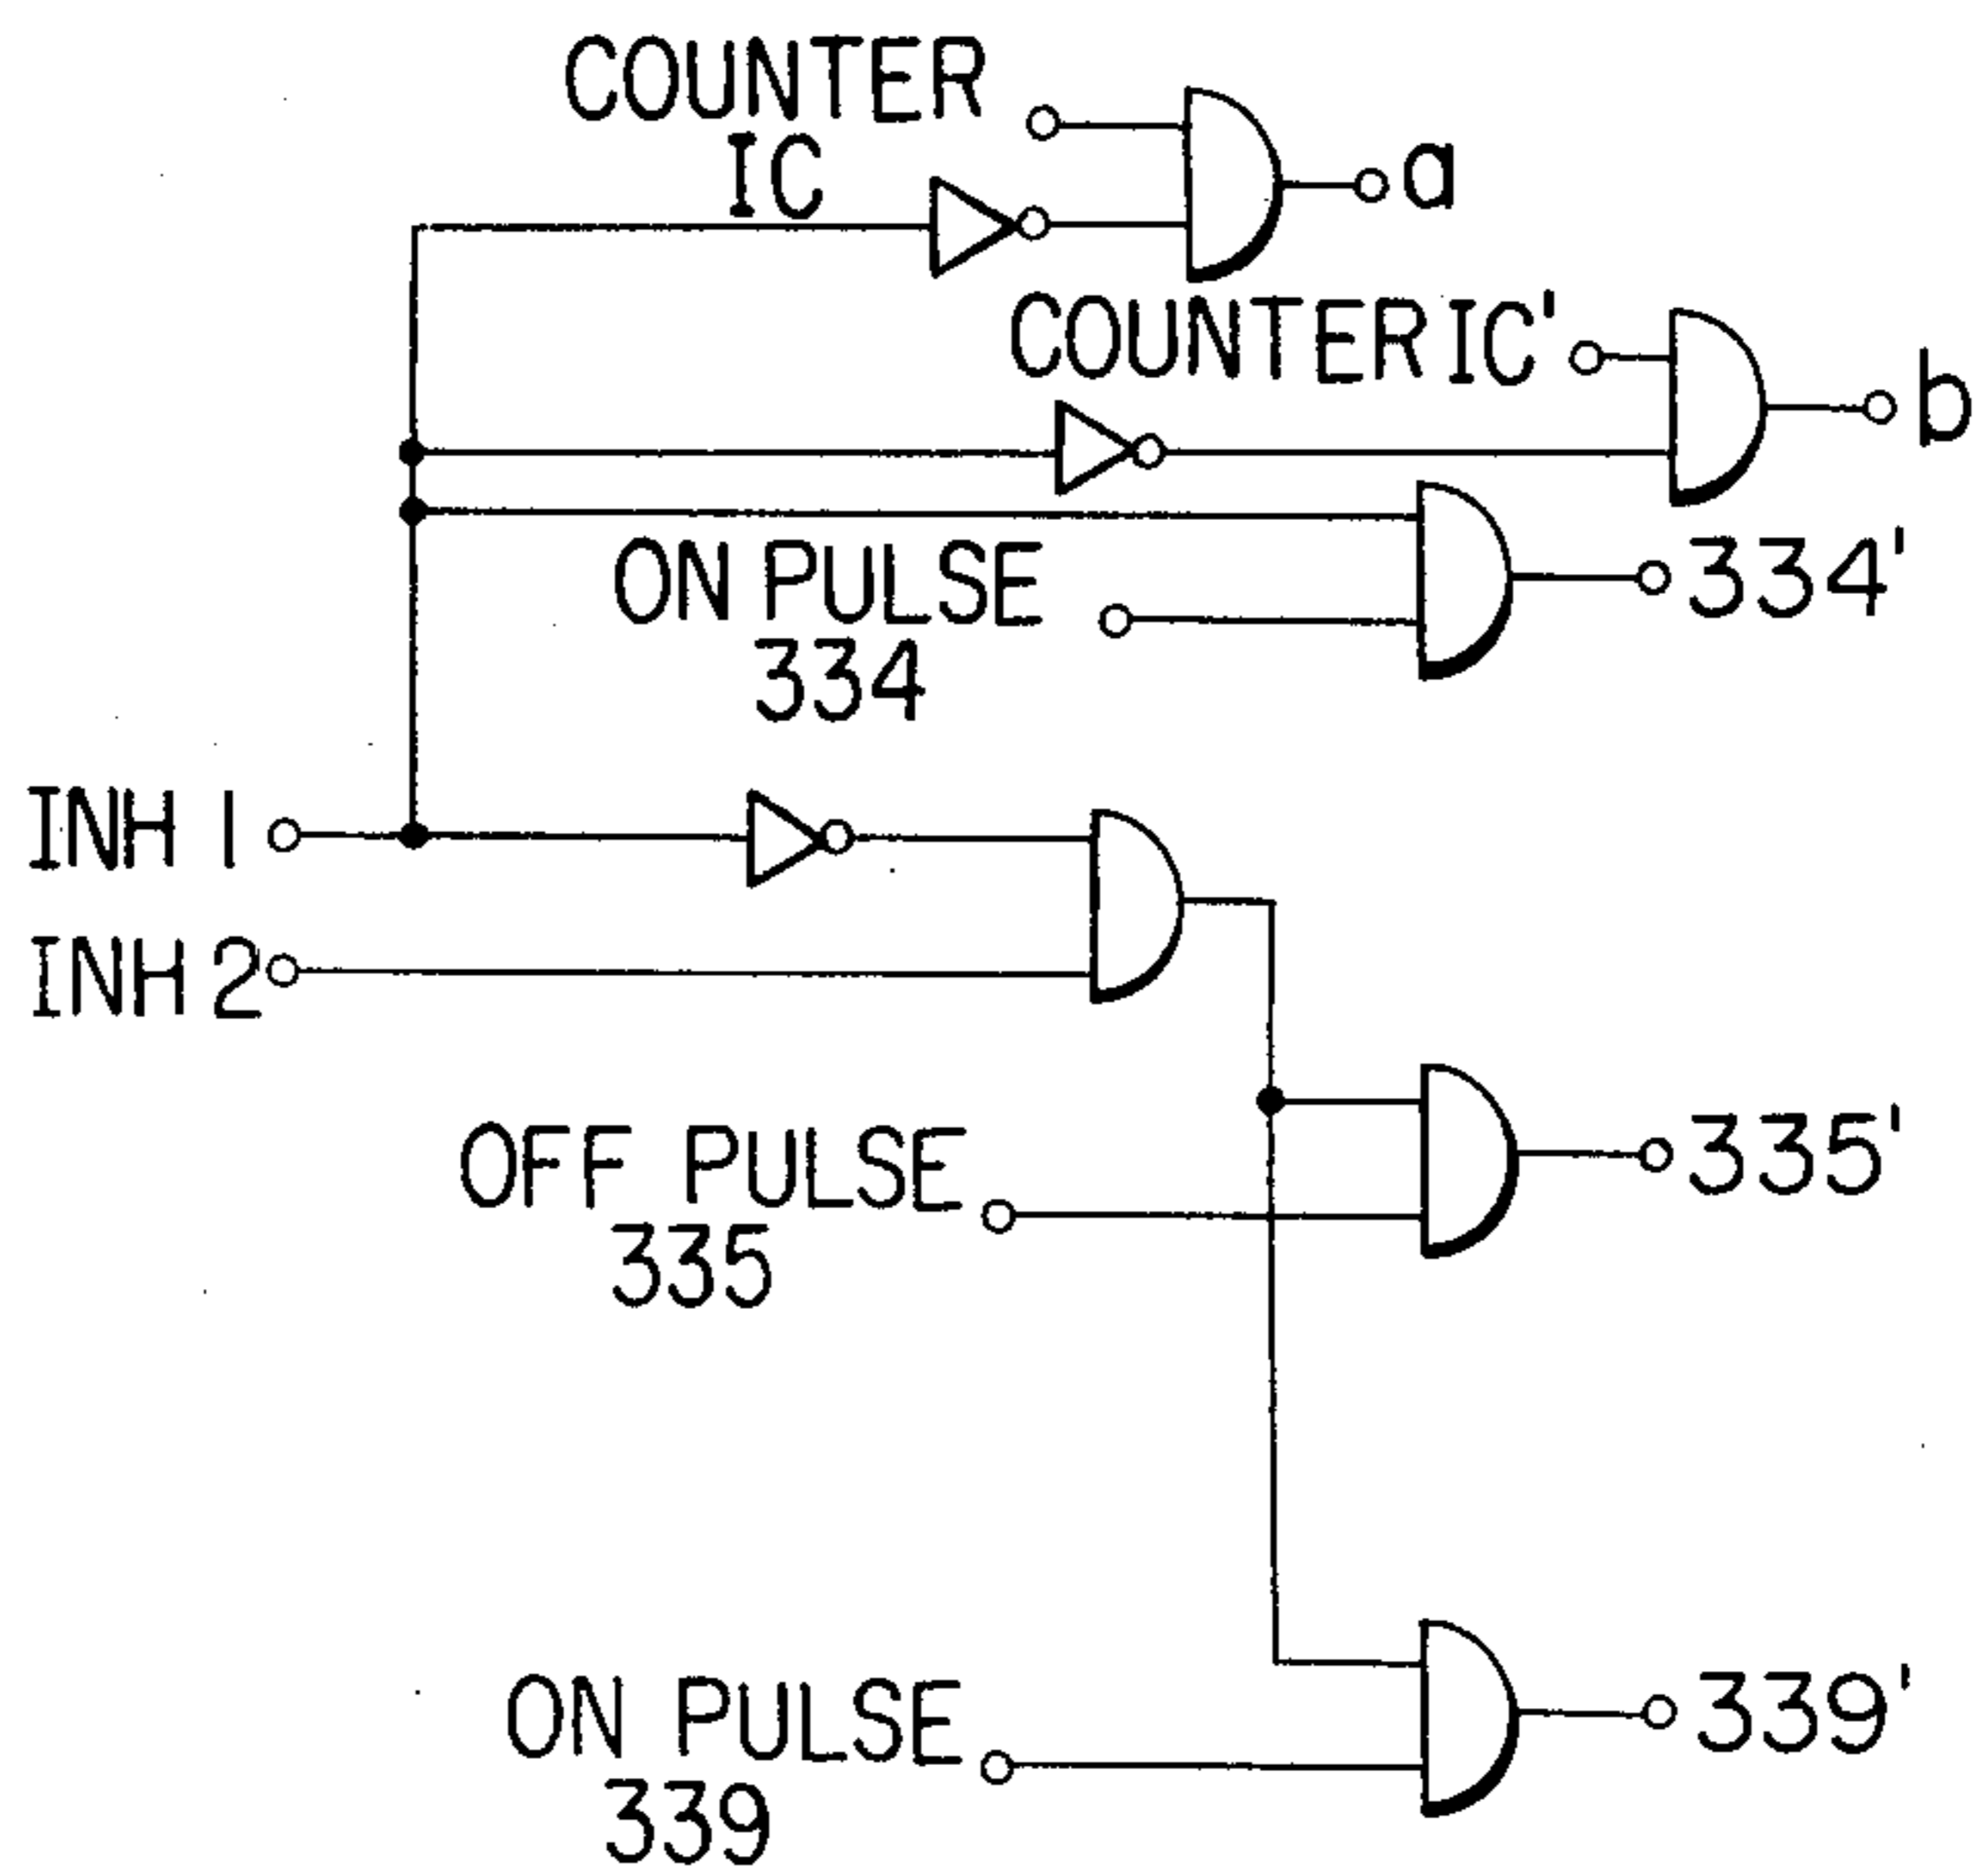 COUNTER
IC
a
COUNTER IC'
b
ON PULSE
334
334'
INH 1
INH 2
OFF PULSE
335
335'
ON PULSE
339
339'